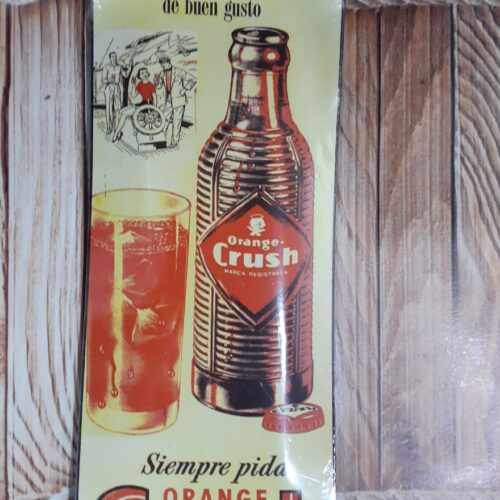 de buen gusto
Orange-
Crush
MARCA REGISTRADA
Siempre pida
ORANGE